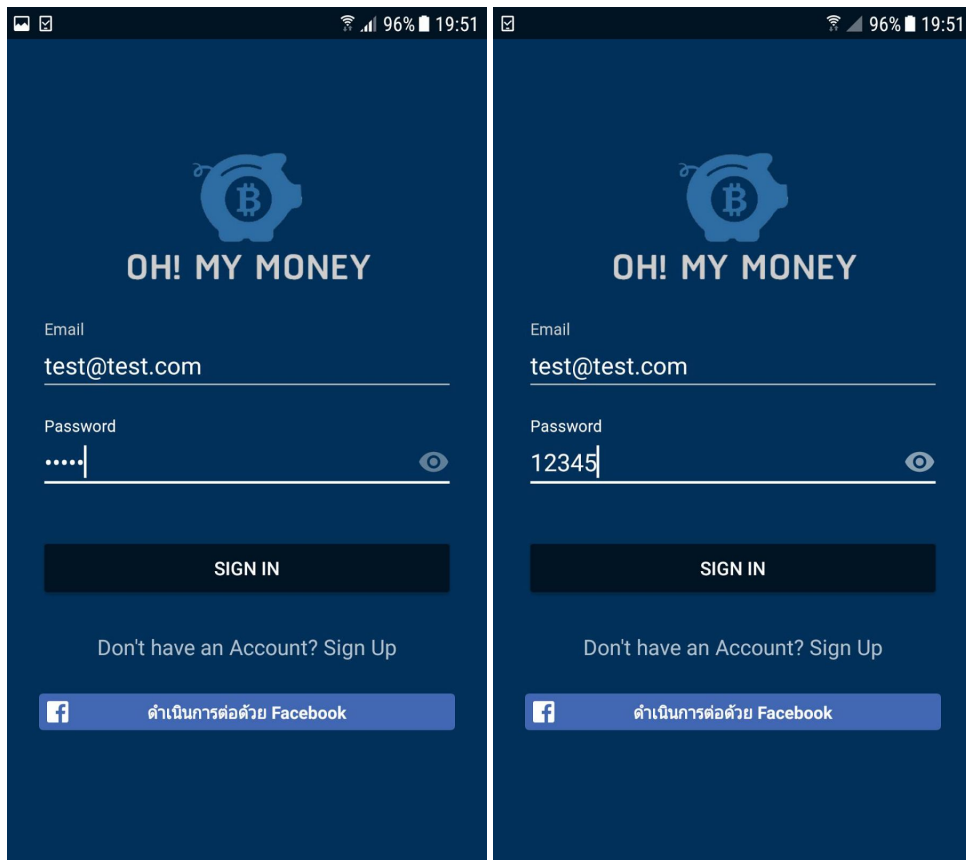 96% 19:51
OH! MY MONEY
Email
test@test.com
Password
•••••
SIGN IN
Don't have an Account? Sign Up
ดำเนินการต่อด้วย Facebook
96% 19:51
OH! MY MONEY
Email
test@test.com
Password
12345
SIGN IN
Don't have an Account? Sign Up
ดำเนินการต่อด้วย Facebook